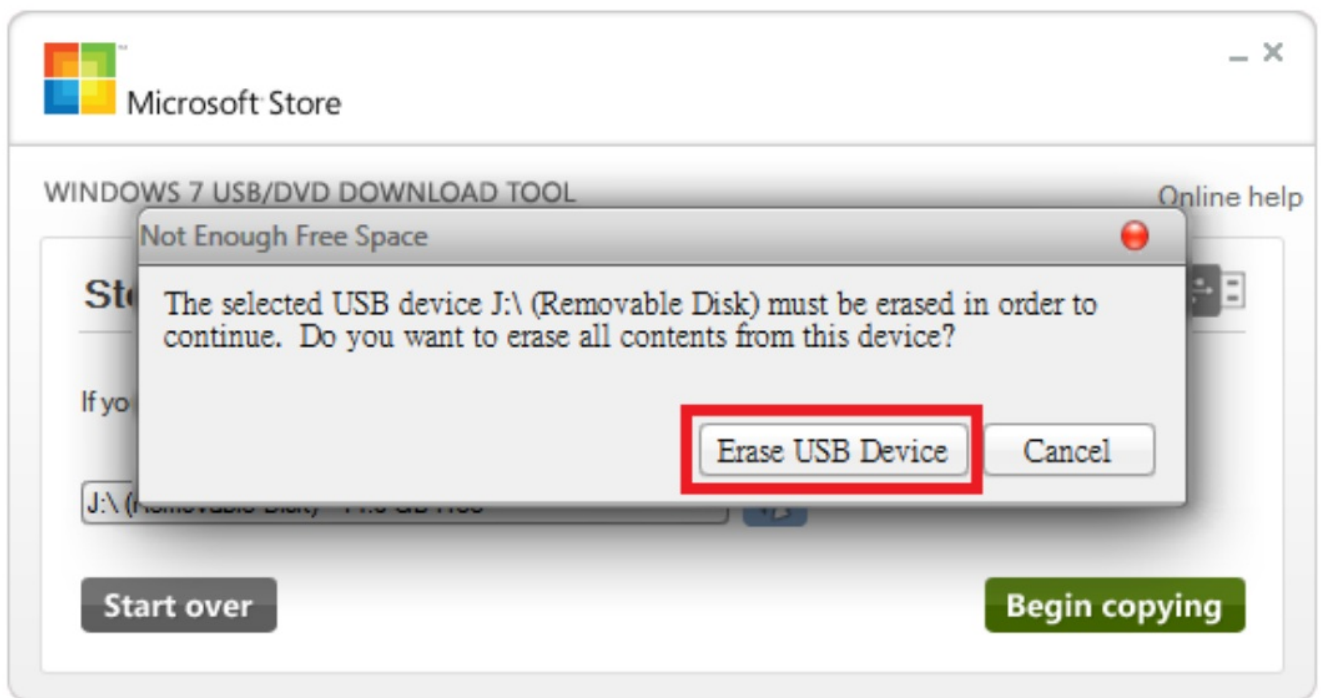 Microsoft Store
WINDOWS 7 USB/DVD DOWNLOAD TOOL
Online help
Not Enough Free Space
The selected USB device J:\ (Removable Disk) must be erased in order to
continue.  Do you want to erase all contents from this device?
If yo
Erase USB Device
Cancel
J:\ (
Start over
Begin copying